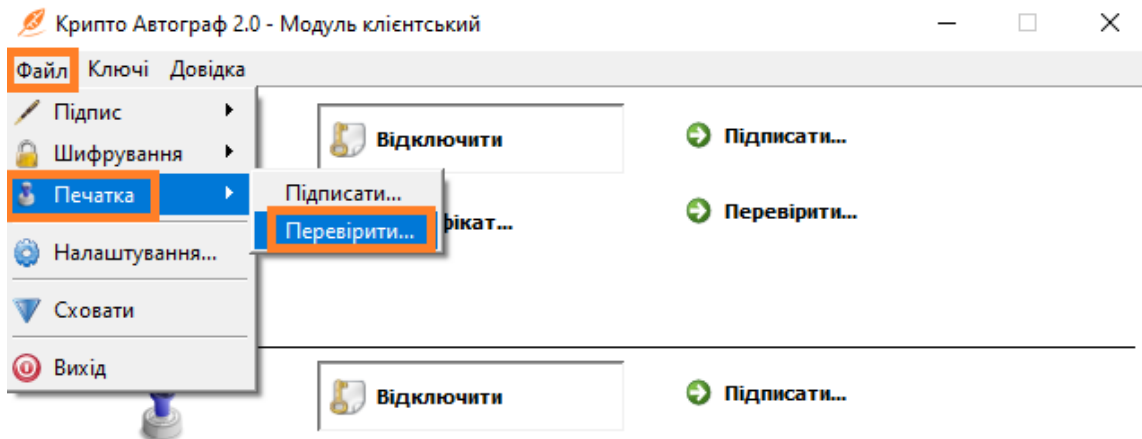 Крипто Автограф 2.0 - Модуль клієнтський
Файл Ключі Довідка
Підпис
Шифрування
Печатка
Налаштування...
Сховати
Вихід
Підписати...
Перевірити...
Відключити
Підписати...
фікат...
Перевірити...
Відключити
Підписати...